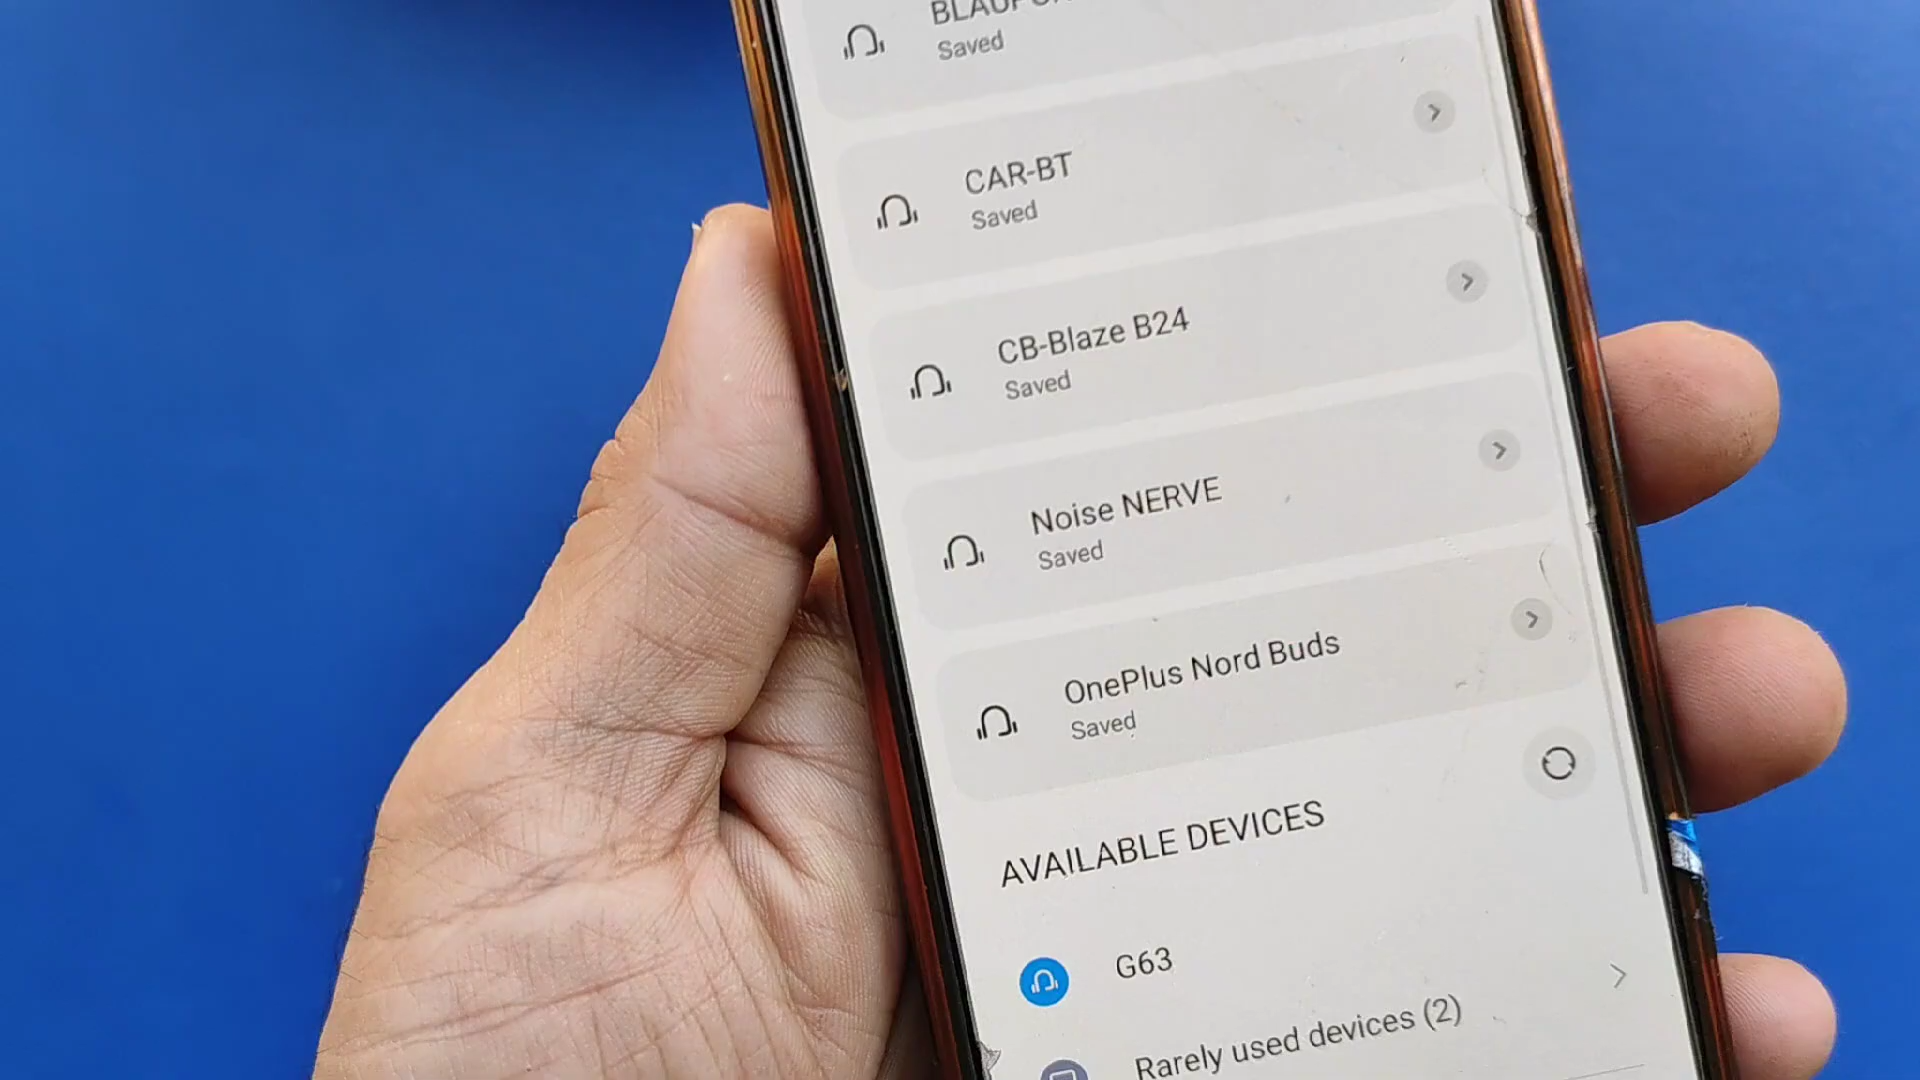 Saved
CAR-BT
Saved
CB-Blaze B24
Saved
Noise NERVE
Saved
OnePlus Nord Buds
Saved
AVAILABLE DEVICES
G63
Rarely used devices (2)